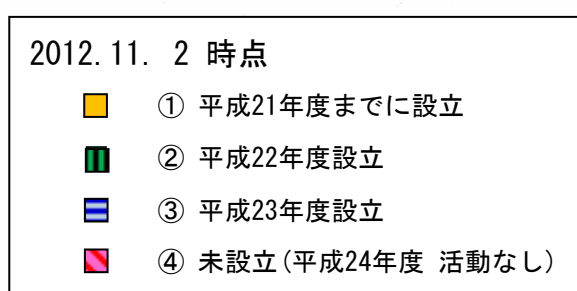 2012.11. 2 時点
① 平成21年度までに設立
② 平成22年度設立
③ 平成23年度設立
④ 未設立(平成24年度 活動なし)